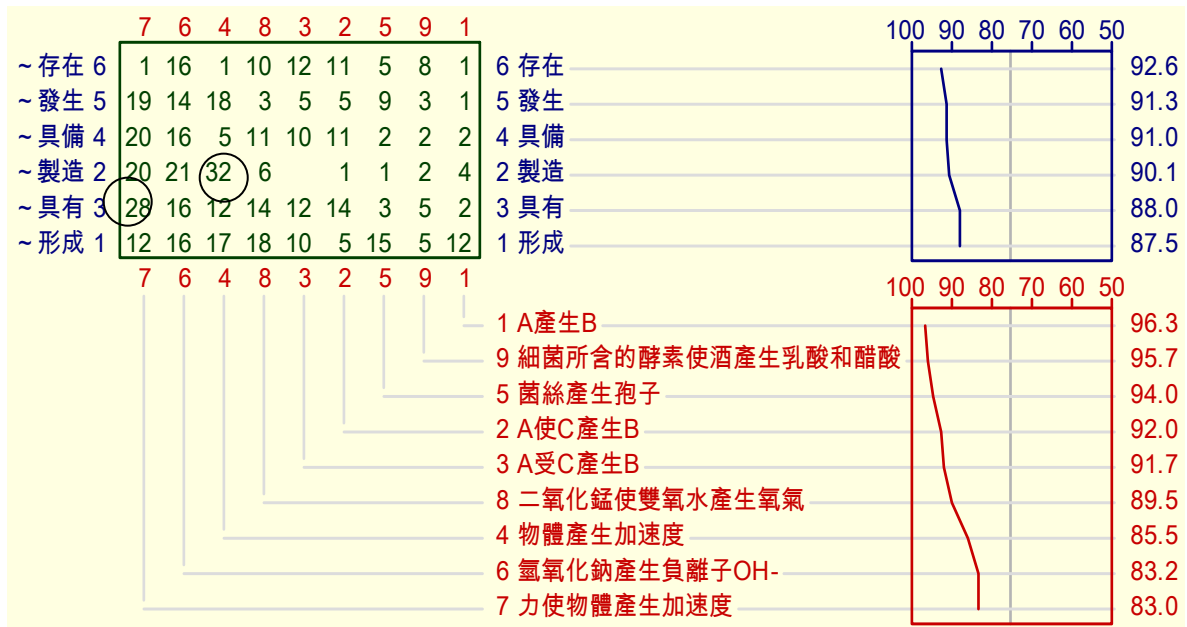 7 6 4 8 3 2 5 9 1 100 90 80 70 60 50
~存在 6 1 16 1 10 12 11 5 8 1 6 存在 92.6
~發生 5 19 14 18 3 5 5 9 3 1 5 發生 91.3
~具備 4 20 16 5 11 10 11 2 2 2 4 具備 91.0
~製造 2 20 21 32 6 1 1 2 4 2 製造 90.1
~具有 3 28 16 12 14 12 14 3 5 2 3 具有 88.0
~形成 1 12 16 17 18 10 5 15 5 12 1 形成 87.5
7 6 4 8 3 2 5 9 1 100 90 80 70 60 50
1 A產生B 96.3
9 細菌所含的酵素使酒產生乳酸和醋酸 95.7
5 菌絲產生孢子 94.0
2 A使C產生B 92.0
3 A受C產生B 91.7
8 二氧化錳使雙氧水產生氧氣 89.5
4 物體產生加速度 85.5
6 氫氧化鈉產生負離子OH- 83.2
7 力使物體產生加速度 83.0